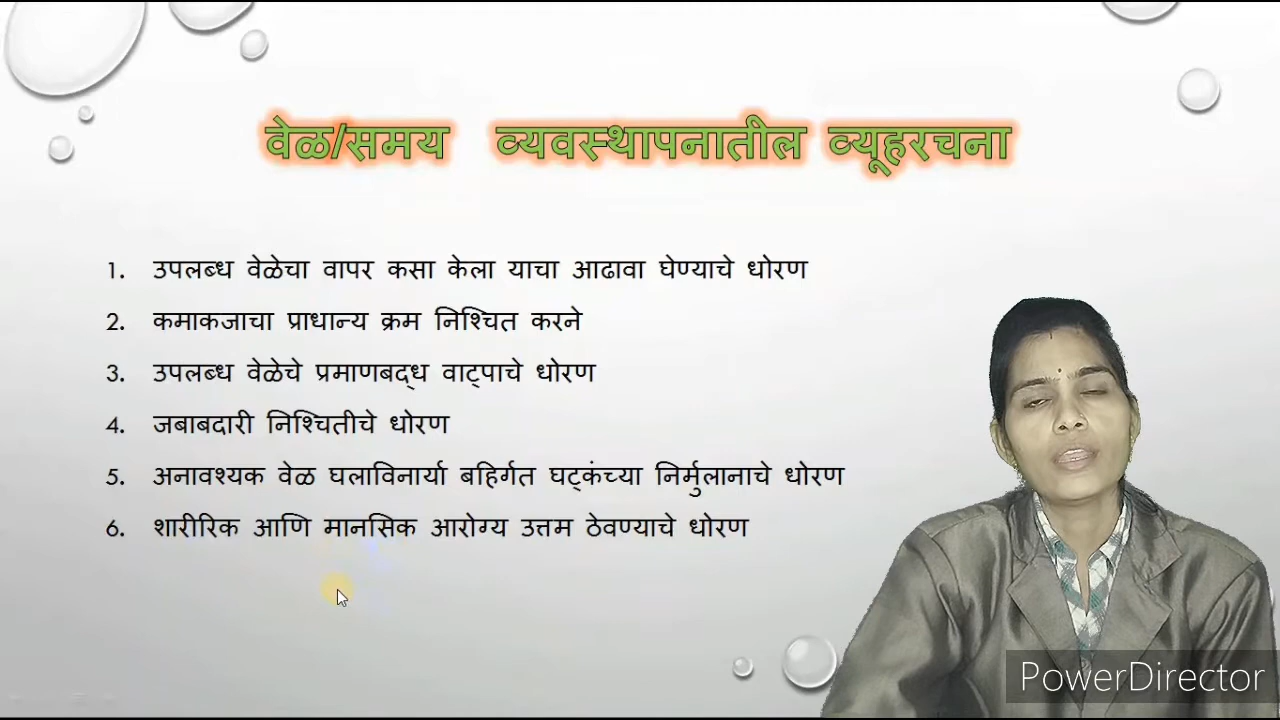 वेळ/समय व्यवस्थापनातील व्यूहरचना
1. उपलब्ध वेळेचा वापर कसा केला याचा आढावा घेण्याचे धोरण
2. कमाकजाचा प्राधान्य क्रम निश्चित करने
3. उपलब्ध वेळेचे प्रमाणबद्ध वाट्पाचे धोरण
4. जबाबदारी निश्चितीचे धोरण
5. अनावश्यक वेळ घलाविनार्या बहिर्गत घट्कंच्या निर्मुलानाचे धोरण
6. शारीरिक आणि मानसिक आरोग्य उत्तम ठेवण्याचे धोरण
PowerDirector